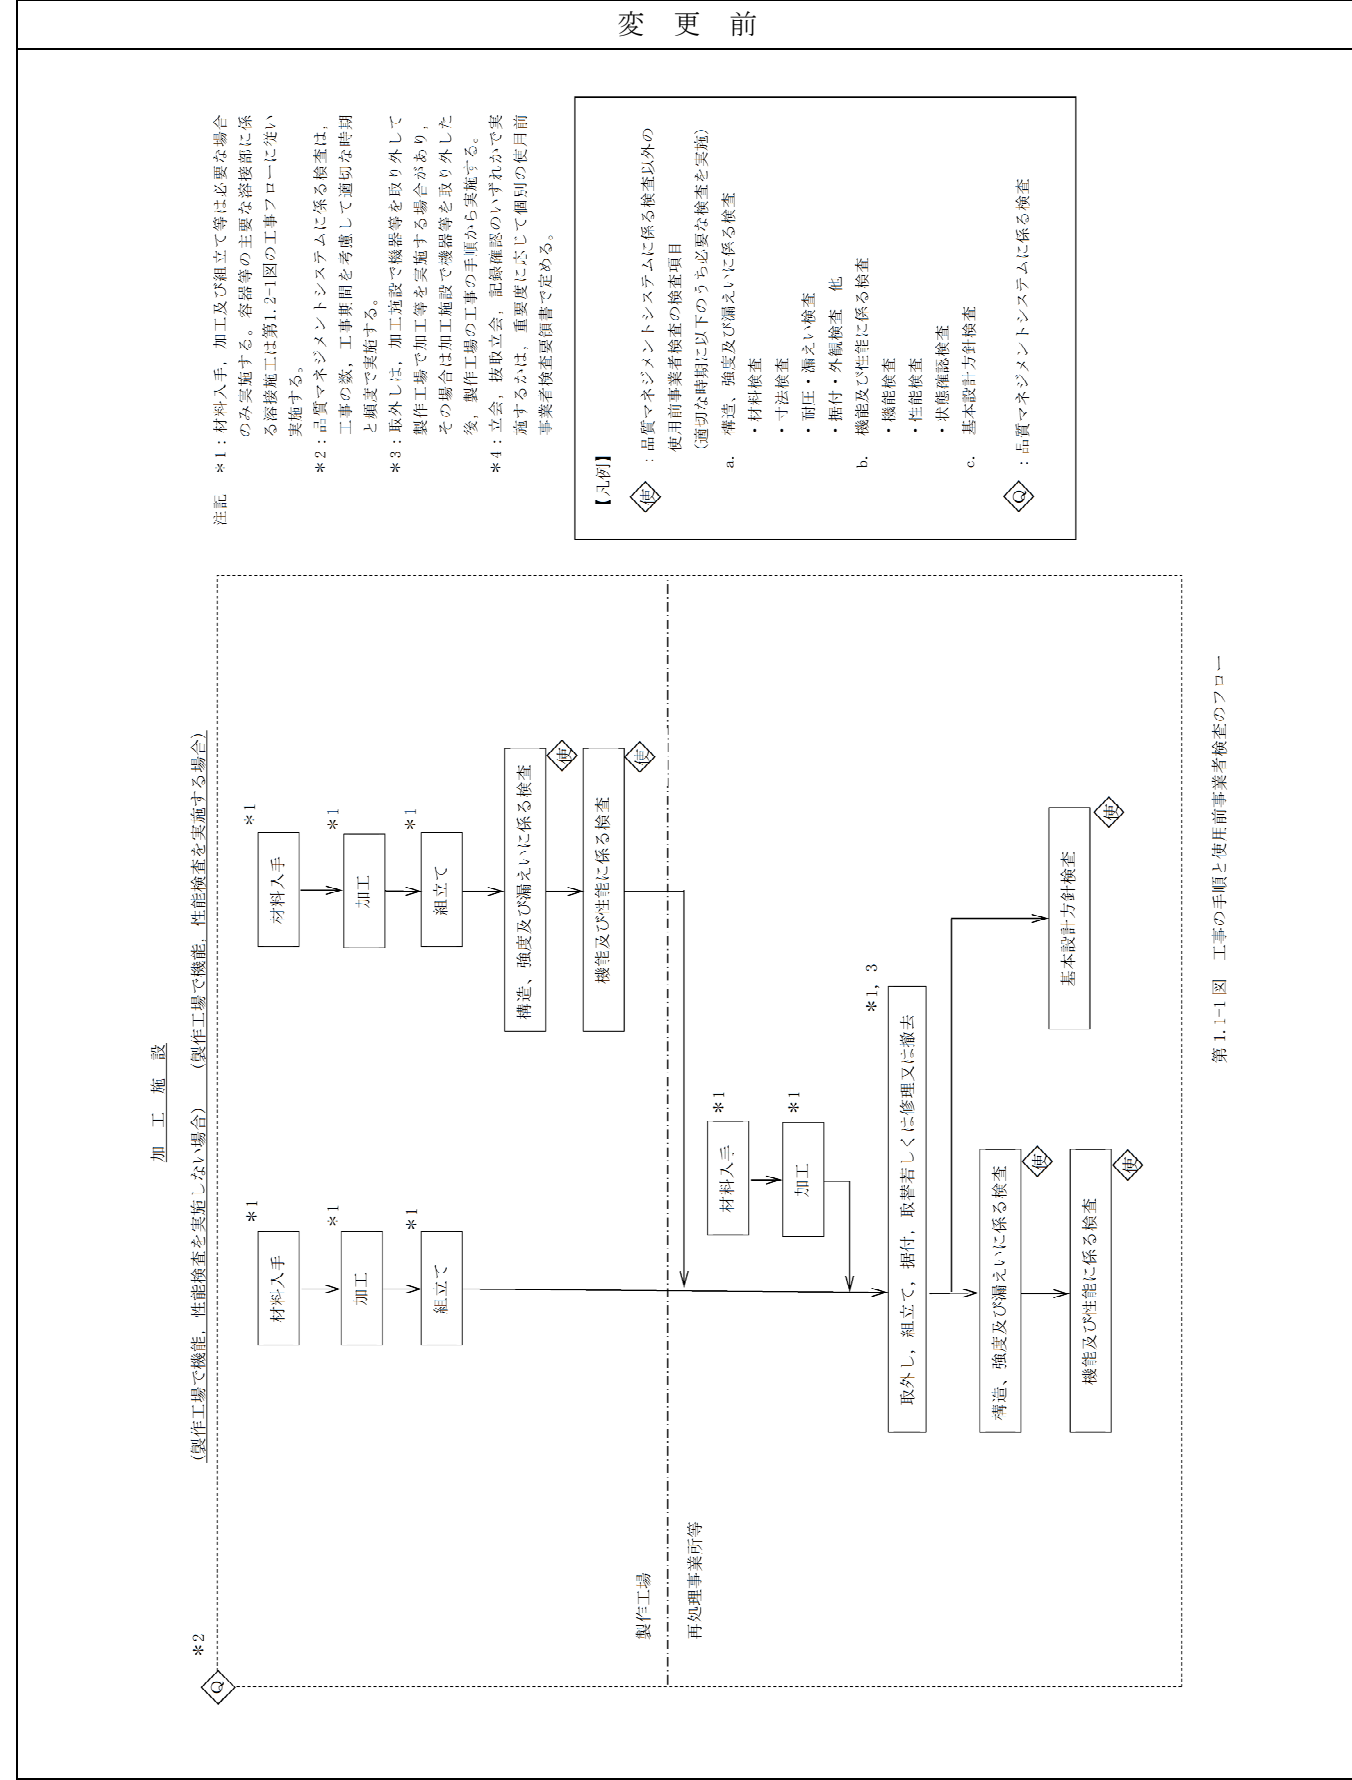 変　更　前
加　工　施　設
(製作工場で機能，性能検査を実施しない場合)
(製作工場で機能，性能検査を実施する場合)
＊2
Q
材料入手
＊1
加工
＊1
組立て
＊1
材料入手
＊1
加工
＊1
組立て
＊1
構造、強度及び漏えいに係る検査
使
機能及び性能に係る検査
使
製作工場
再処理事業所等
材料入手
＊1
加工
＊1
取外し，組立て，据付，取替若しくは修理又は撤去
＊1, 3
構造、強度及び漏えいに係る検査
使
機能及び性能に係る検査
使
基本設計方針検査
使
注記　＊1：材料入手，加工及び組立て等は必要な場合
のみ実施する。容器等の主要な溶接部に係
る溶接施工は第1.2-1図の工事フローに従い
実施する。
＊2：品質マネジメントシステムに係る検査は，
工事の数，工事期間を考慮して適切な時期
と頻度で実施する。
＊3：取外しは，加工施設で機器等を取り外して
製作工場で加工等を実施する場合があり，
その場合は加工施設で機器等を取り外した
後，製作工場の工事の手順から実施する。
＊4：立会，抜取立会，記録確認のいずれかで実
施するかは，重要度に応じて個別の使用前
事業者検査要領書で定める。
【凡例】
使：品質マネジメントシステムに係る検査以外の
使用前事業者検査の検査項目
(適切な時期に以下のうち必要な検査を実施)
a.　構造、強度及び漏えいに係る検査
・材料検査
・寸法検査
・耐圧・漏えい検査
・据付・外観検査　他
b.　機能及び性能に係る検査
・機能検査
・性能検査
・状態確認検査
c.　基本設計方針検査
Q：品質マネジメントシステムに係る検査
第1.1-1図　工事の手順と使用前事業者検査のフロー